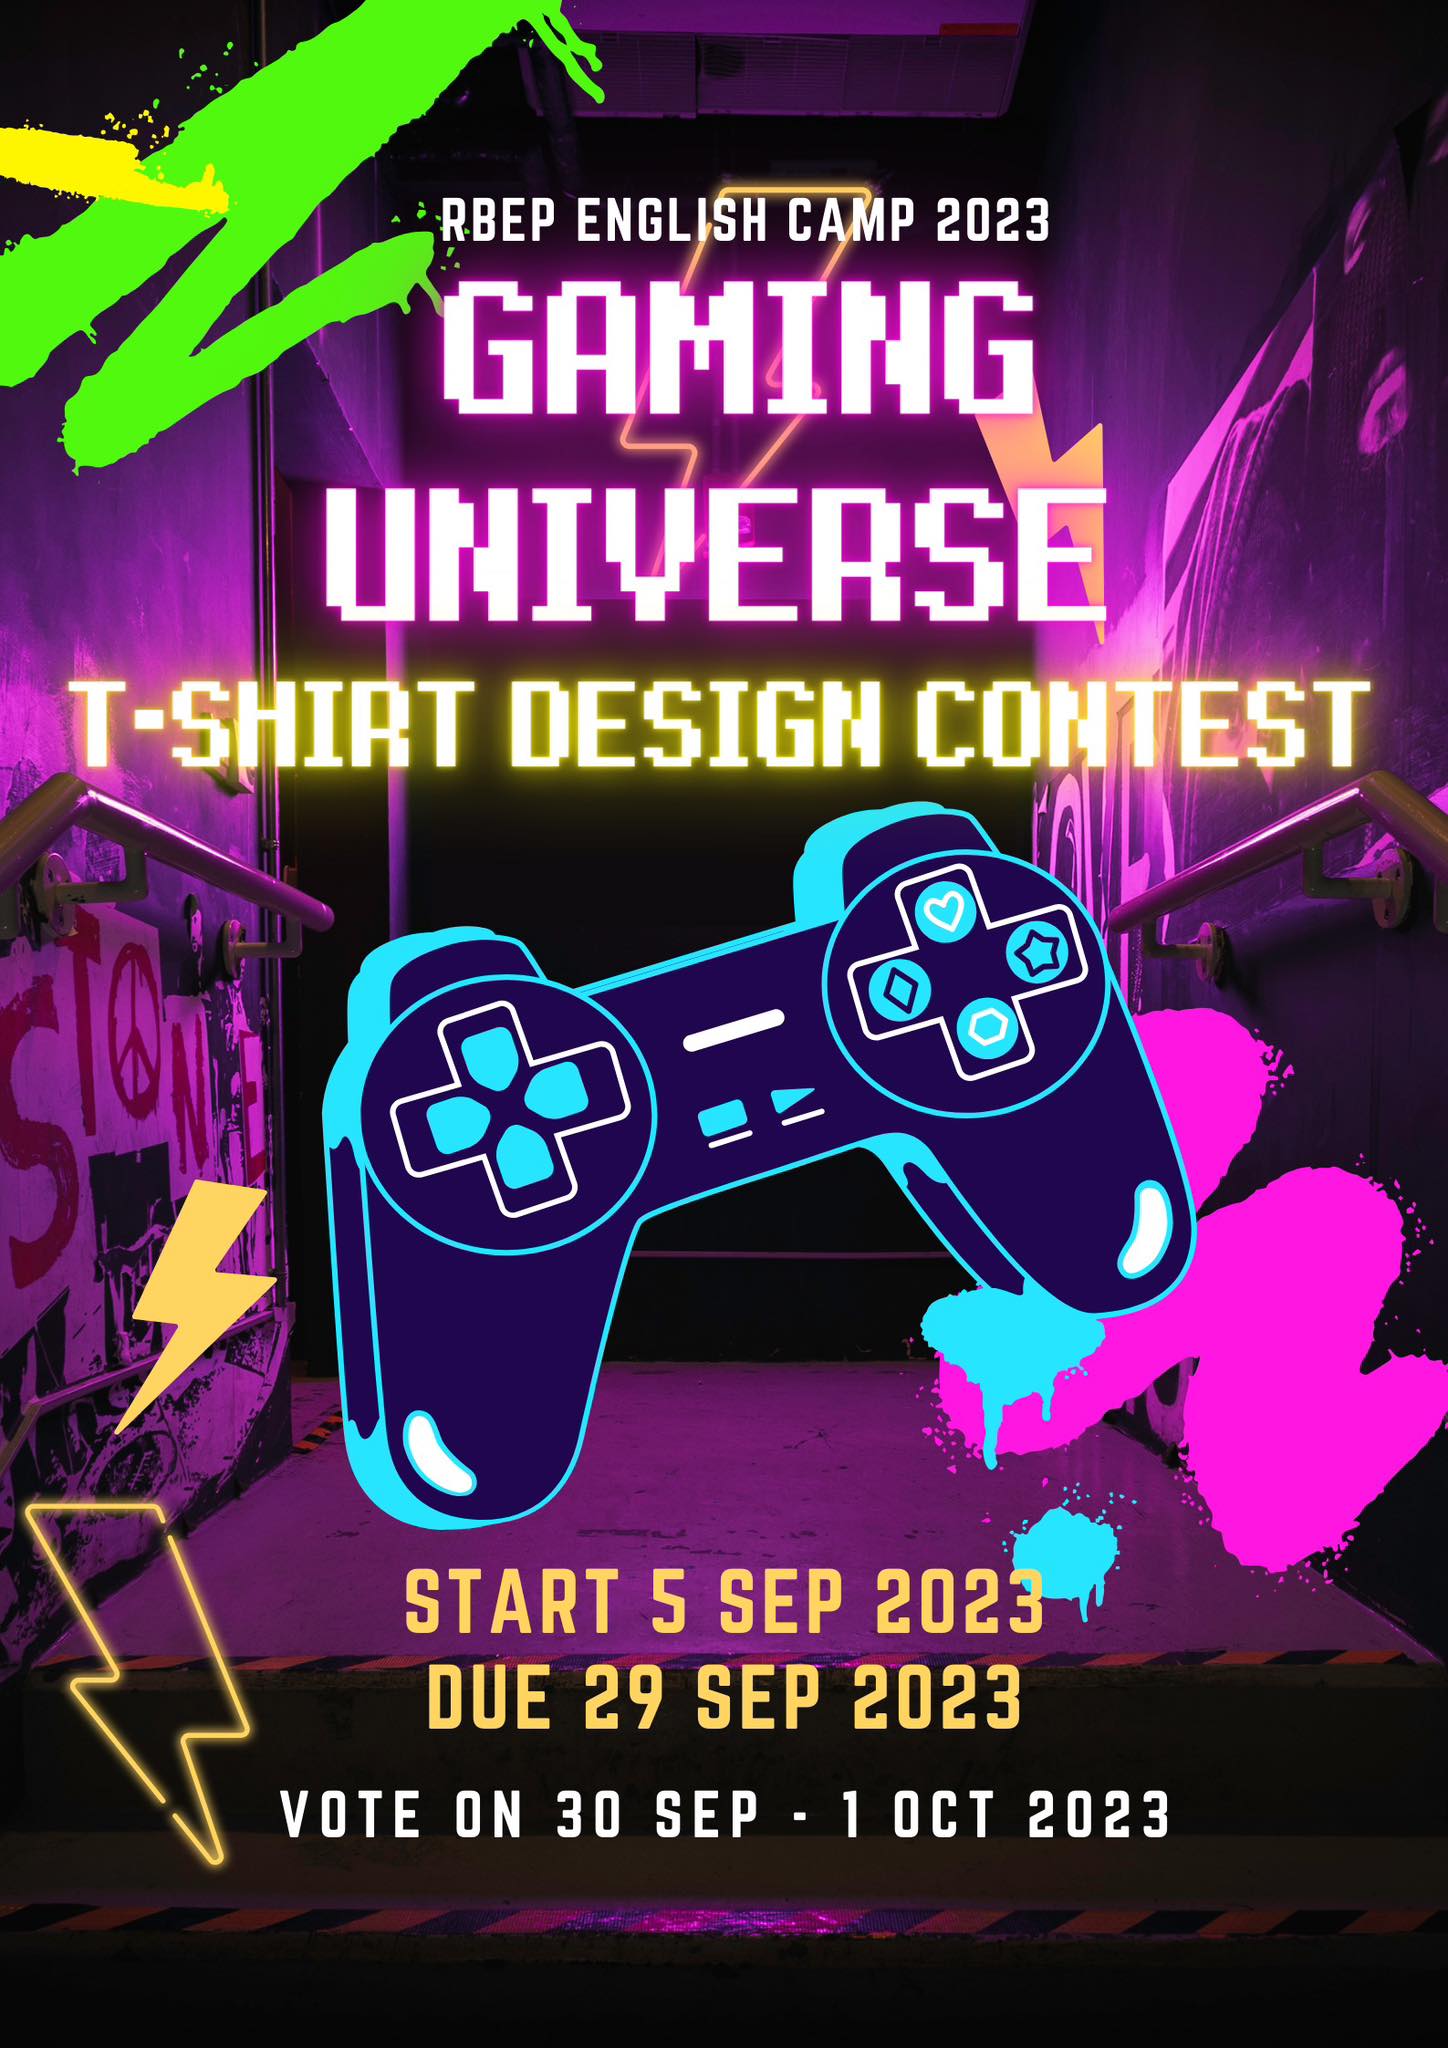 RBEP ENGLISH CAMP 2023
GAMING
UNIVERSE
T-SHIRT DESIGN CONTEST
STONE
START 5 SEP 2023
DUE 29 SEP 2023
VOTE ON 30 SEP - 1 OCT 2023